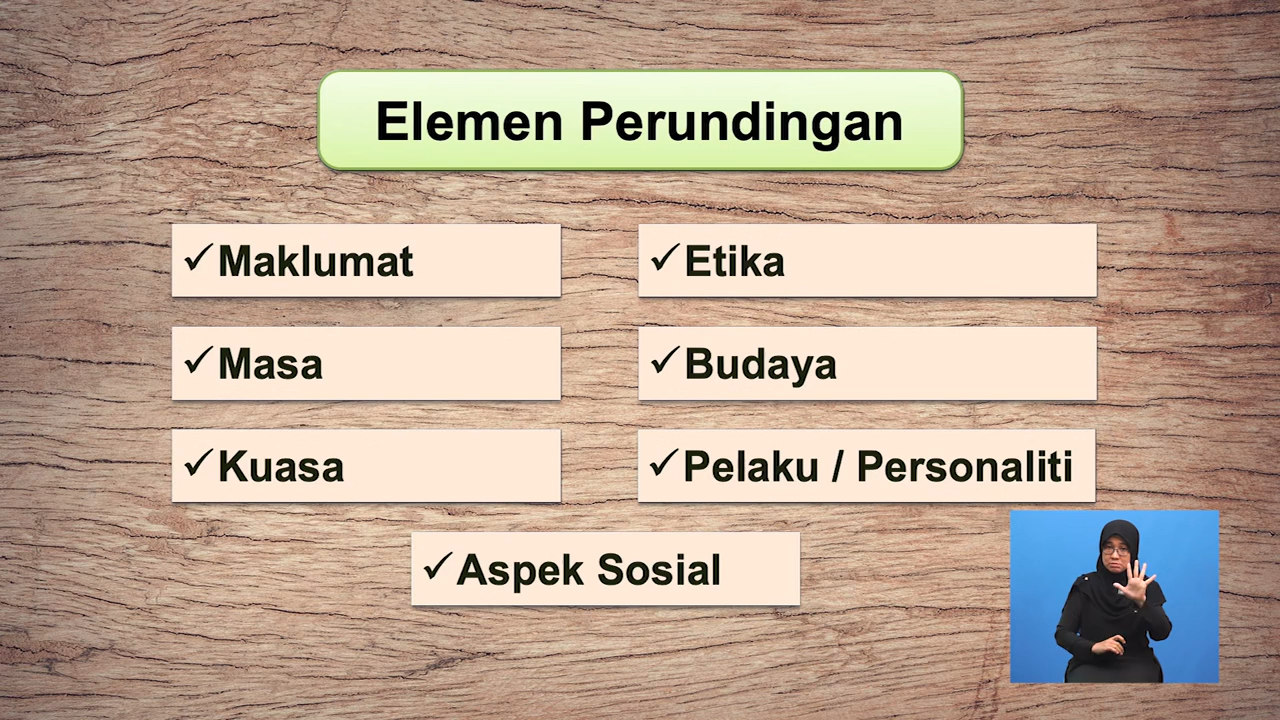 Elemen Perundingan
✓Maklumat
✓Etika
✓Masa
✓Budaya
✓Kuasa
✓Pelaku / Personaliti
✓Aspek Sosial